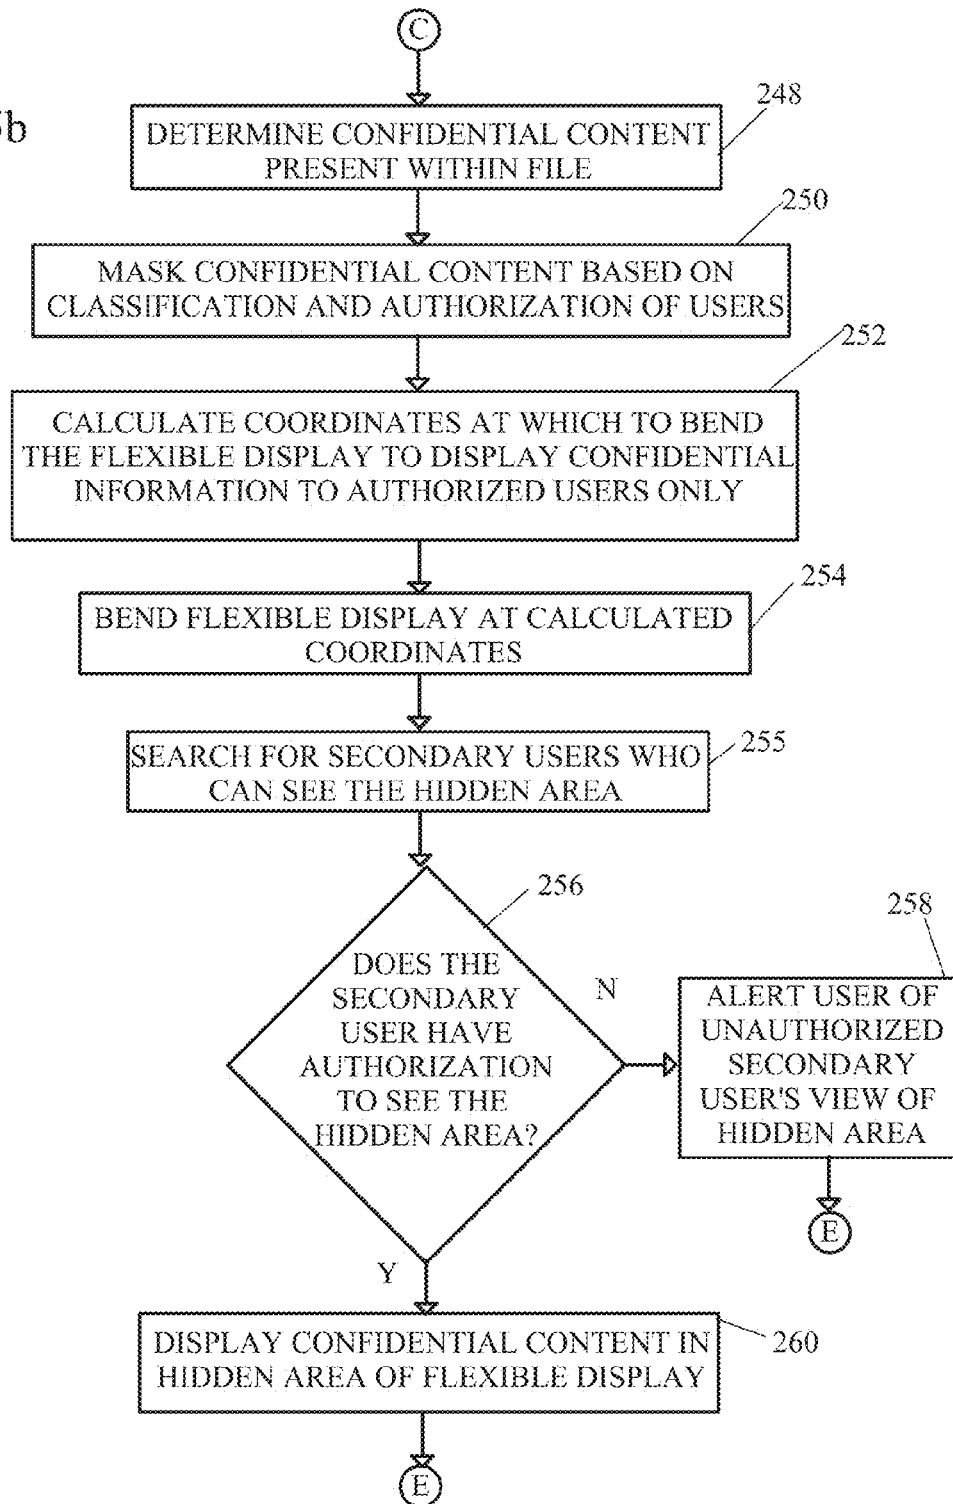 C
5b
248
DETERMINE CONFIDENTIAL CONTENT
PRESENT WITHIN FILE
250
MASK CONFIDENTIAL CONTENT BASED ON
CLASSIFICATION AND AUTHORIZATION OF USERS
252
CALCULATE COORDINATES AT WHICH TO BEND
THE FLEXIBLE DISPLAY TO DISPLAY CONFIDENTIAL
INFORMATION TO AUTHORIZED USERS ONLY
254
BEND FLEXIBLE DISPLAY AT CALCULATED
COORDINATES
255
SEARCH FOR SECONDARY USERS WHO
CAN SEE THE HIDDEN AREA
256
DOES THE
SECONDARY
USER HAVE
AUTHORIZATION
TO SEE THE
HIDDEN AREA?
N
258
ALERT USER OF
UNAUTHORIZED
SECONDARY
USER'S VIEW OF
HIDDEN AREA
E
Y
260
DISPLAY CONFIDENTIAL CONTENT IN
HIDDEN AREA OF FLEXIBLE DISPLAY
E